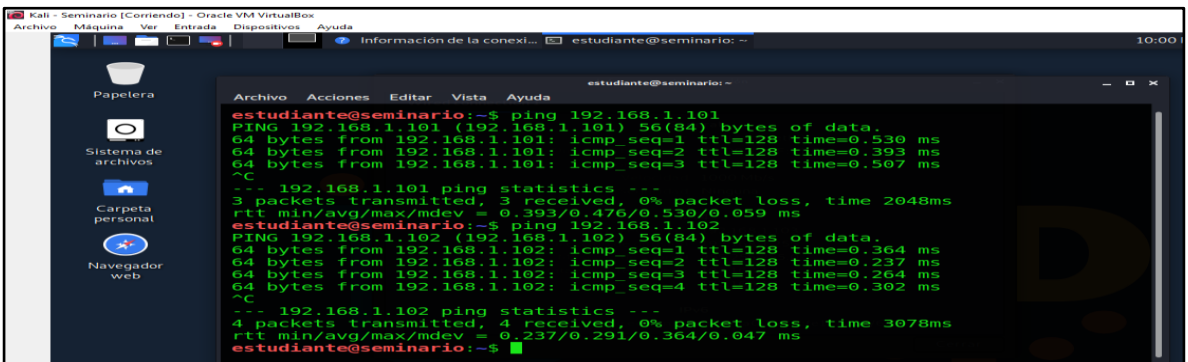 Kali - Seminario [Corriendo] - Oracle VM VirtualBox
Archivo Máquina Ver Entrada Dispositivos Ayuda
Información de la conexi... estudiante@seminario: ~ 10:00
estudiante@seminario: ~
Papelera
Sistema de
archivos
Carpeta
personal
Navegador
web
Archivo Acciones Editar Vista Ayuda
estudiante@seminario:~$ ping 192.168.1.101
PING 192.168.1.101 (192.168.1.101) 56(84) bytes of data.
64 bytes from 192.168.1.101: icmp_seq=1 ttl=128 time=0.530 ms
64 bytes from 192.168.1.101: icmp_seq=2 ttl=128 time=0.393 ms
64 bytes from 192.168.1.101: icmp_seq=3 ttl=128 time=0.507 ms
^C
--- 192.168.1.101 ping statistics ---
3 packets transmitted, 3 received, 0% packet loss, time 2048ms
rtt min/avg/max/mdev = 0.393/0.476/0.530/0.059 ms
estudiante@seminario:~$ ping 192.168.1.102
PING 192.168.1.102 (192.168.1.102) 56(84) bytes of data.
64 bytes from 192.168.1.102: icmp_seq=1 ttl=128 time=0.364 ms
64 bytes from 192.168.1.102: icmp_seq=2 ttl=128 time=0.237 ms
64 bytes from 192.168.1.102: icmp_seq=3 ttl=128 time=0.264 ms
64 bytes from 192.168.1.102: icmp_seq=4 ttl=128 time=0.302 ms
^C
--- 192.168.1.102 ping statistics ---
4 packets transmitted, 4 received, 0% packet loss, time 3078ms
rtt min/avg/max/mdev = 0.237/0.291/0.364/0.047 ms
estudiante@seminario:~$